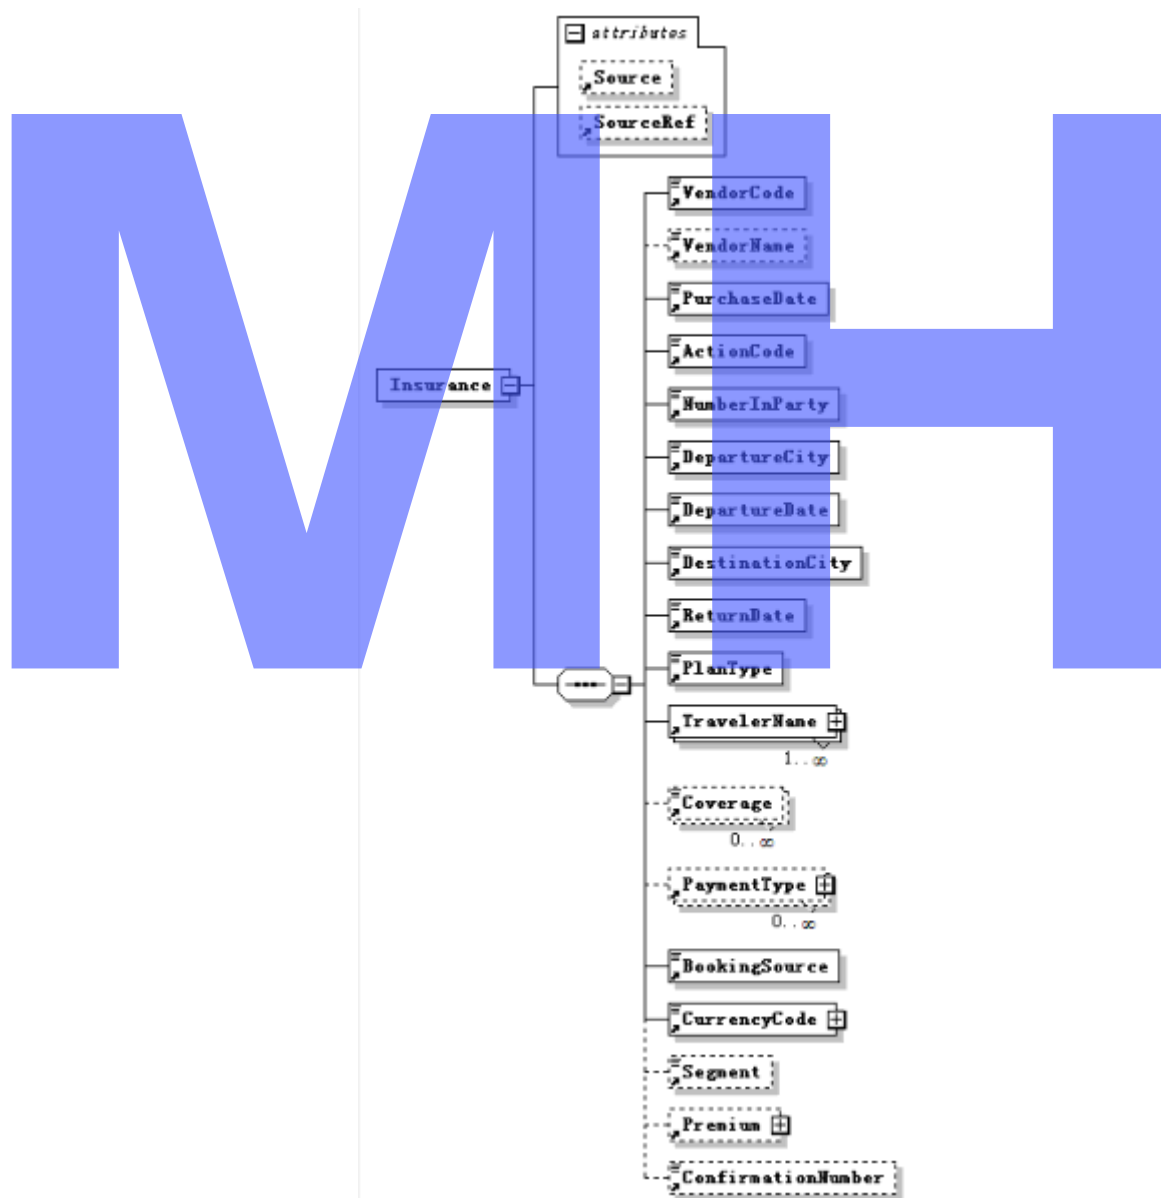 attributes
Source
SourceRef
VendorCode
VendorName
PurchaseDate
ActionCode
Insurance
NumberInParty
DepartureCity
DepartureDate
DestinationCity
ReturnDate
PlanType
TravelerName
1..∞
Coverage
0..∞
PaymentType
0..∞
BookingSource
CurrencyCode
Segment
Premium
ConfirmationNumber
MH